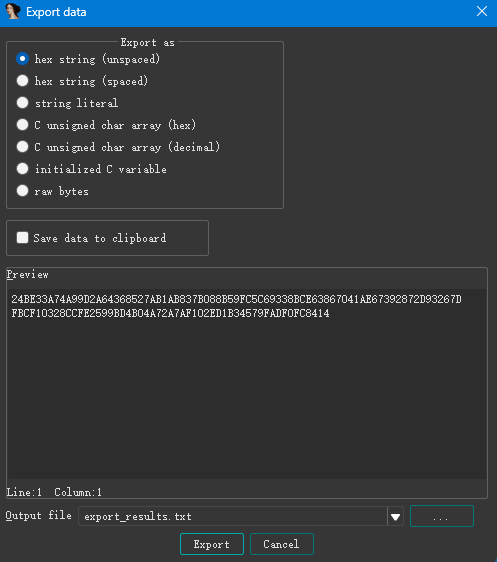 Export data
Export as
hex string (unspaced)
hex string (spaced)
string literal
C unsigned char array (hex)
C unsigned char array (decimal)
initialized C variable
raw bytes
Save data to clipboard
Preview
24BE33A74A99D2A64368527AB1AB837B088B59FC5C69338BCE63867041AE67392872D93267D
FBCF10328CCFE2599BD4B04A72A7AF102ED1B34579FADF0FC8414
Line:1 Column:1
Output file export_results.txt ...
Export Cancel